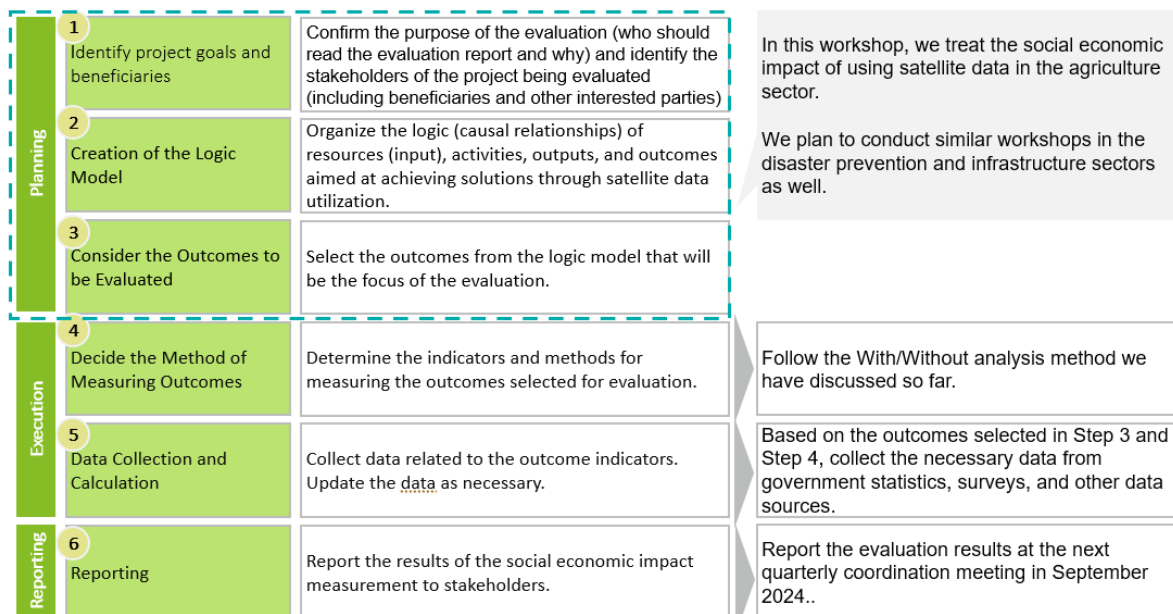 Planning
1
Identify project goals and
beneficiaries
Confirm the purpose of the evaluation (who should
read the evaluation report and why) and identify the
stakeholders of the project being evaluated
(including beneficiaries and other interested parties)
In this workshop, we treat the social economic
impact of using satellite data in the agriculture
sector.
We plan to conduct similar workshops in the
disaster prevention and infrastructure sectors
as well.
2
Creation of the Logic
Model
Organize the logic (causal relationships) of
resources (input), activities, outputs, and outcomes
aimed at achieving solutions through satellite data
utilization.
3
Consider the Outcomes to
be Evaluated
Select the outcomes from the logic model that will
be the focus of the evaluation.
Execution
4
Decide the Method of
Measuring Outcomes
Determine the indicators and methods for
measuring the outcomes selected for evaluation.
Follow the With/Without analysis method we
have discussed so far.
5
Data Collection and
Calculation
Collect data related to the outcome indicators.
Update the data as necessary.
Based on the outcomes selected in Step 3 and
Step 4, collect the necessary data from
government statistics, surveys, and other data
sources.
Reporting
6
Reporting
Report the results of the social economic impact
measurement to stakeholders.
Report the evaluation results at the next
quarterly coordination meeting in September
2024..